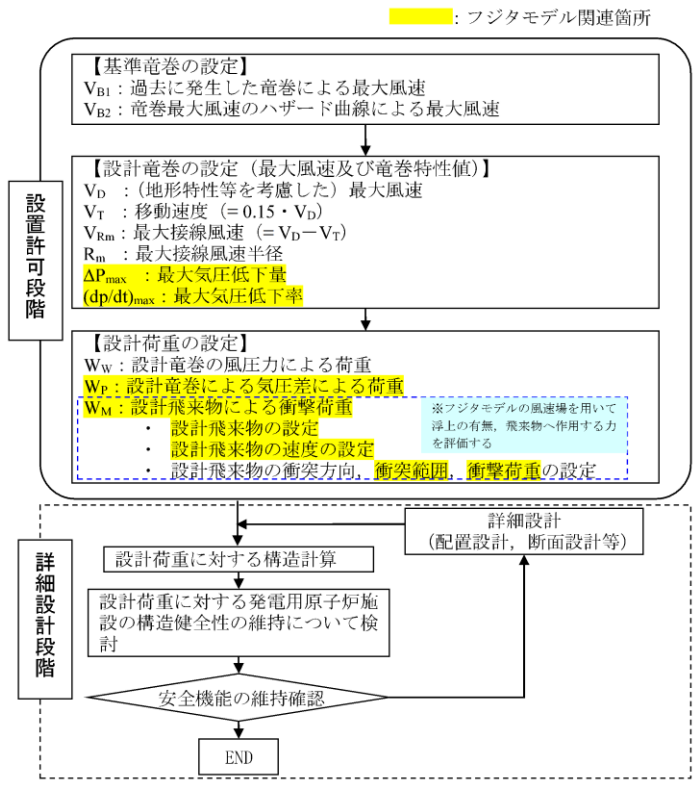 ：フジタモデル関連箇所
【基準竜巻の設定】
VB1：過去に発生した竜巻による最大風速
VB2：竜巻最大風速のハザード曲線による最大風速
【設計竜巻の設定（最大風速及び竜巻特性値）】
VD ：（地形特性等を考慮した）最大風速
VT ：移動速度（＝0.15・VD）
VRm：最大接線風速（＝VD－VT）
Rm ：最大接線風速半径
ΔPmax ：最大気圧低下量
(dp/dt)max：最大気圧低下率
設置許可段階
【設計荷重の設定】
WW：設計竜巻の風圧力による荷重
WP：設計竜巻による気圧差による荷重
WM：設計飛来物による衝撃荷重
・ 設計飛来物の設定
・ 設計飛来物の速度の設定
・ 設計飛来物の衝突方向，衝突範囲，衝撃荷重の設定
※フジタモデルの風速場を用いて
浮上の有無，飛来物へ作用する力
を評価する
詳細設計
（配置設計，断面設計等）
設計荷重に対する構造計算
詳細設計段階
設計荷重に対する発電用原子炉施
設の構造健全性の維持について検
討
安全機能の維持確認
END